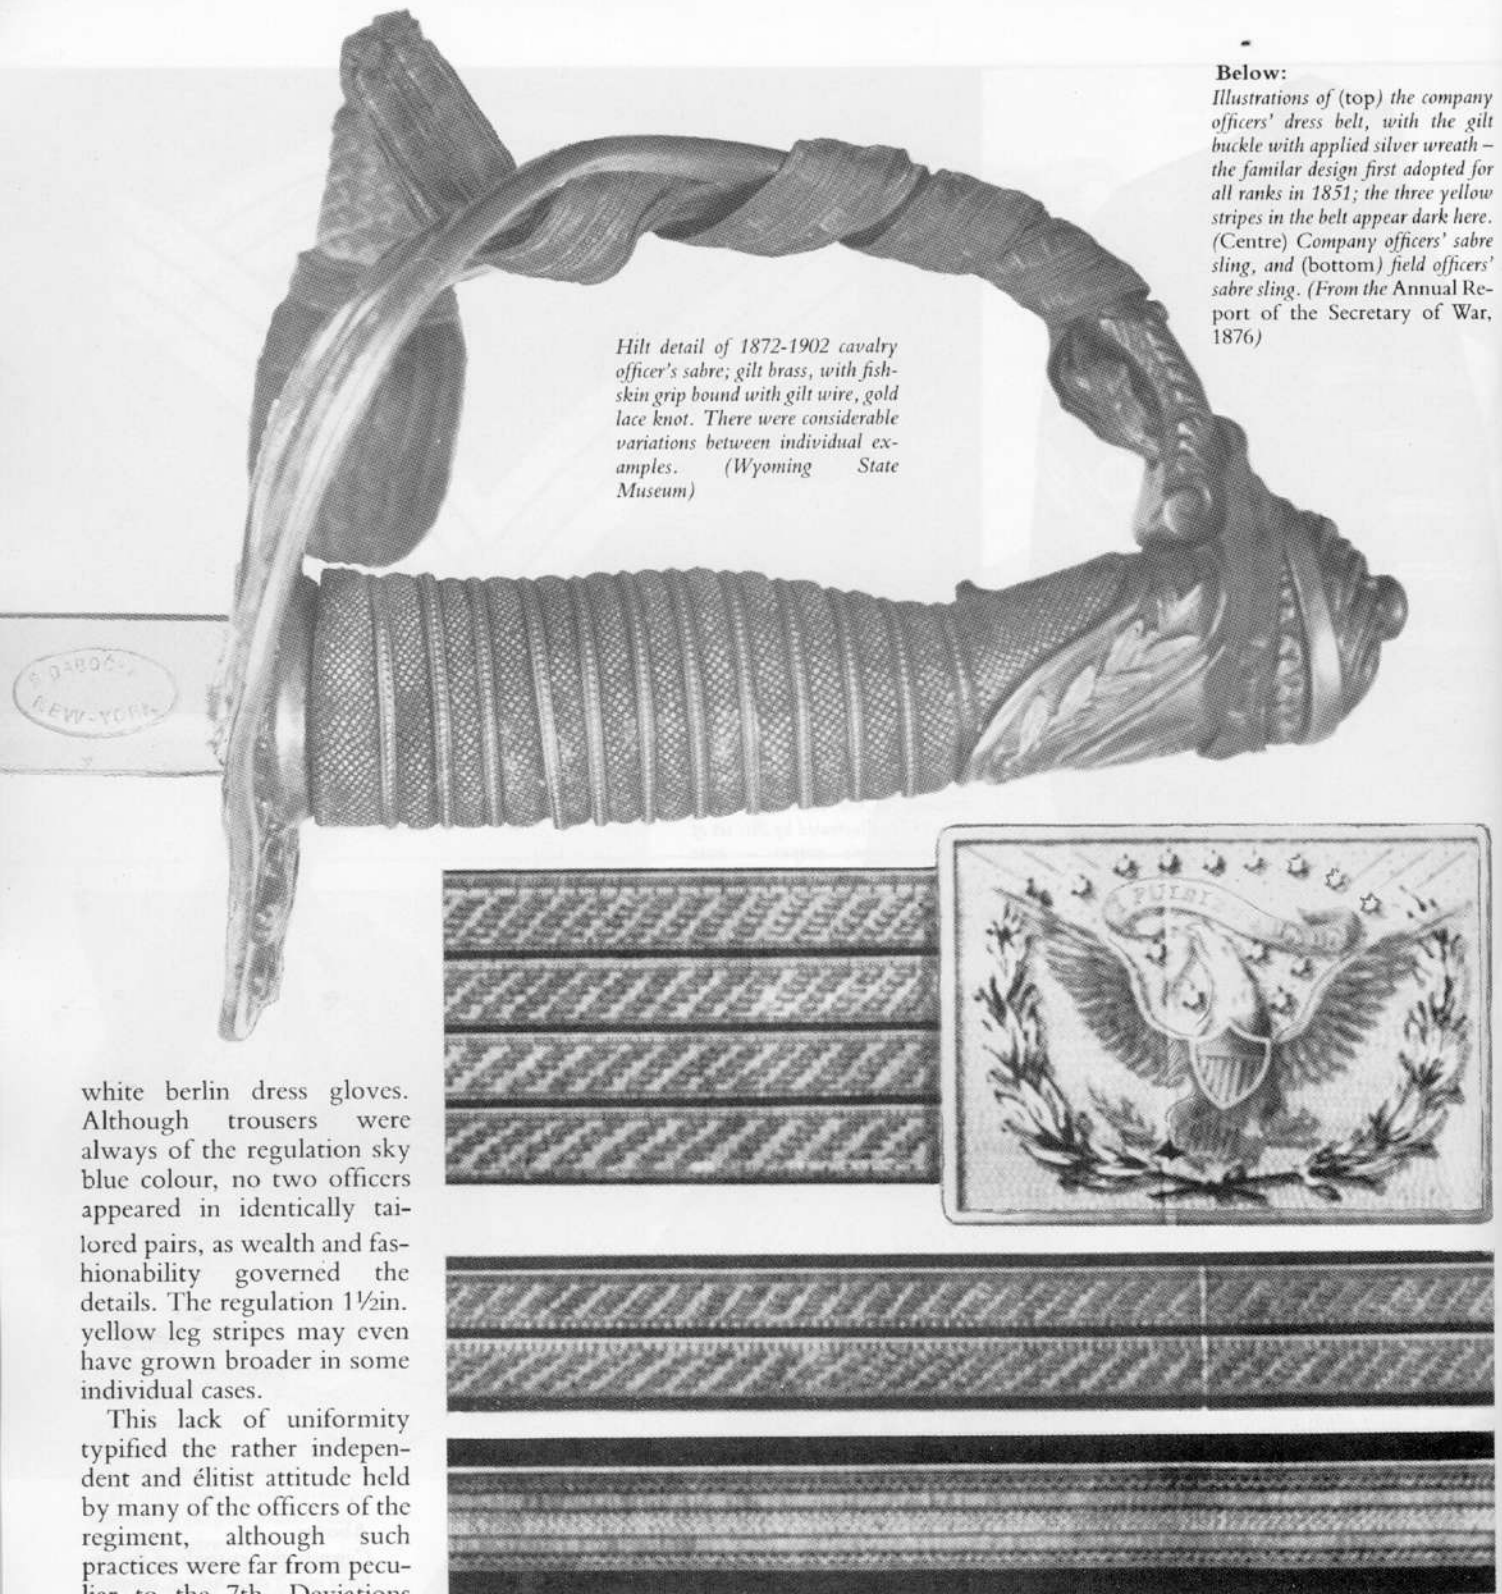 Below:
Illustrations of (top) the company
officers' dress belt, with the gilt
buckle with applied silver wreath –
the familar design first adopted for
all ranks in 1851; the three yellow
stripes in the belt appear dark here.
(Centre) Company officers' sabre
sling, and (bottom) field officers'
sabre sling. (From the Annual Re-
port of the Secretary of War,
1876)
Hilt detail of 1872-1902 cavalry
officer's sabre; gilt brass, with fish-
skin grip bound with gilt wire, gold
lace knot. There were considerable
variations between individual ex-
amples. (Wyoming State
Museum)
NEW-YORK
white berlin dress gloves.
Although trousers were
always of the regulation sky
blue colour, no two officers
appeared in identically tai-
lored pairs, as wealth and fas-
hionability governed the
details. The regulation 1½in.
yellow leg stripes may even
have grown broader in some
individual cases.
This lack of uniformity
typified the rather indepen-
dent and élitist attitude held
by many of the officers of the
regiment, although such
practices were far from pecu-
liar to the 7th. Deviations